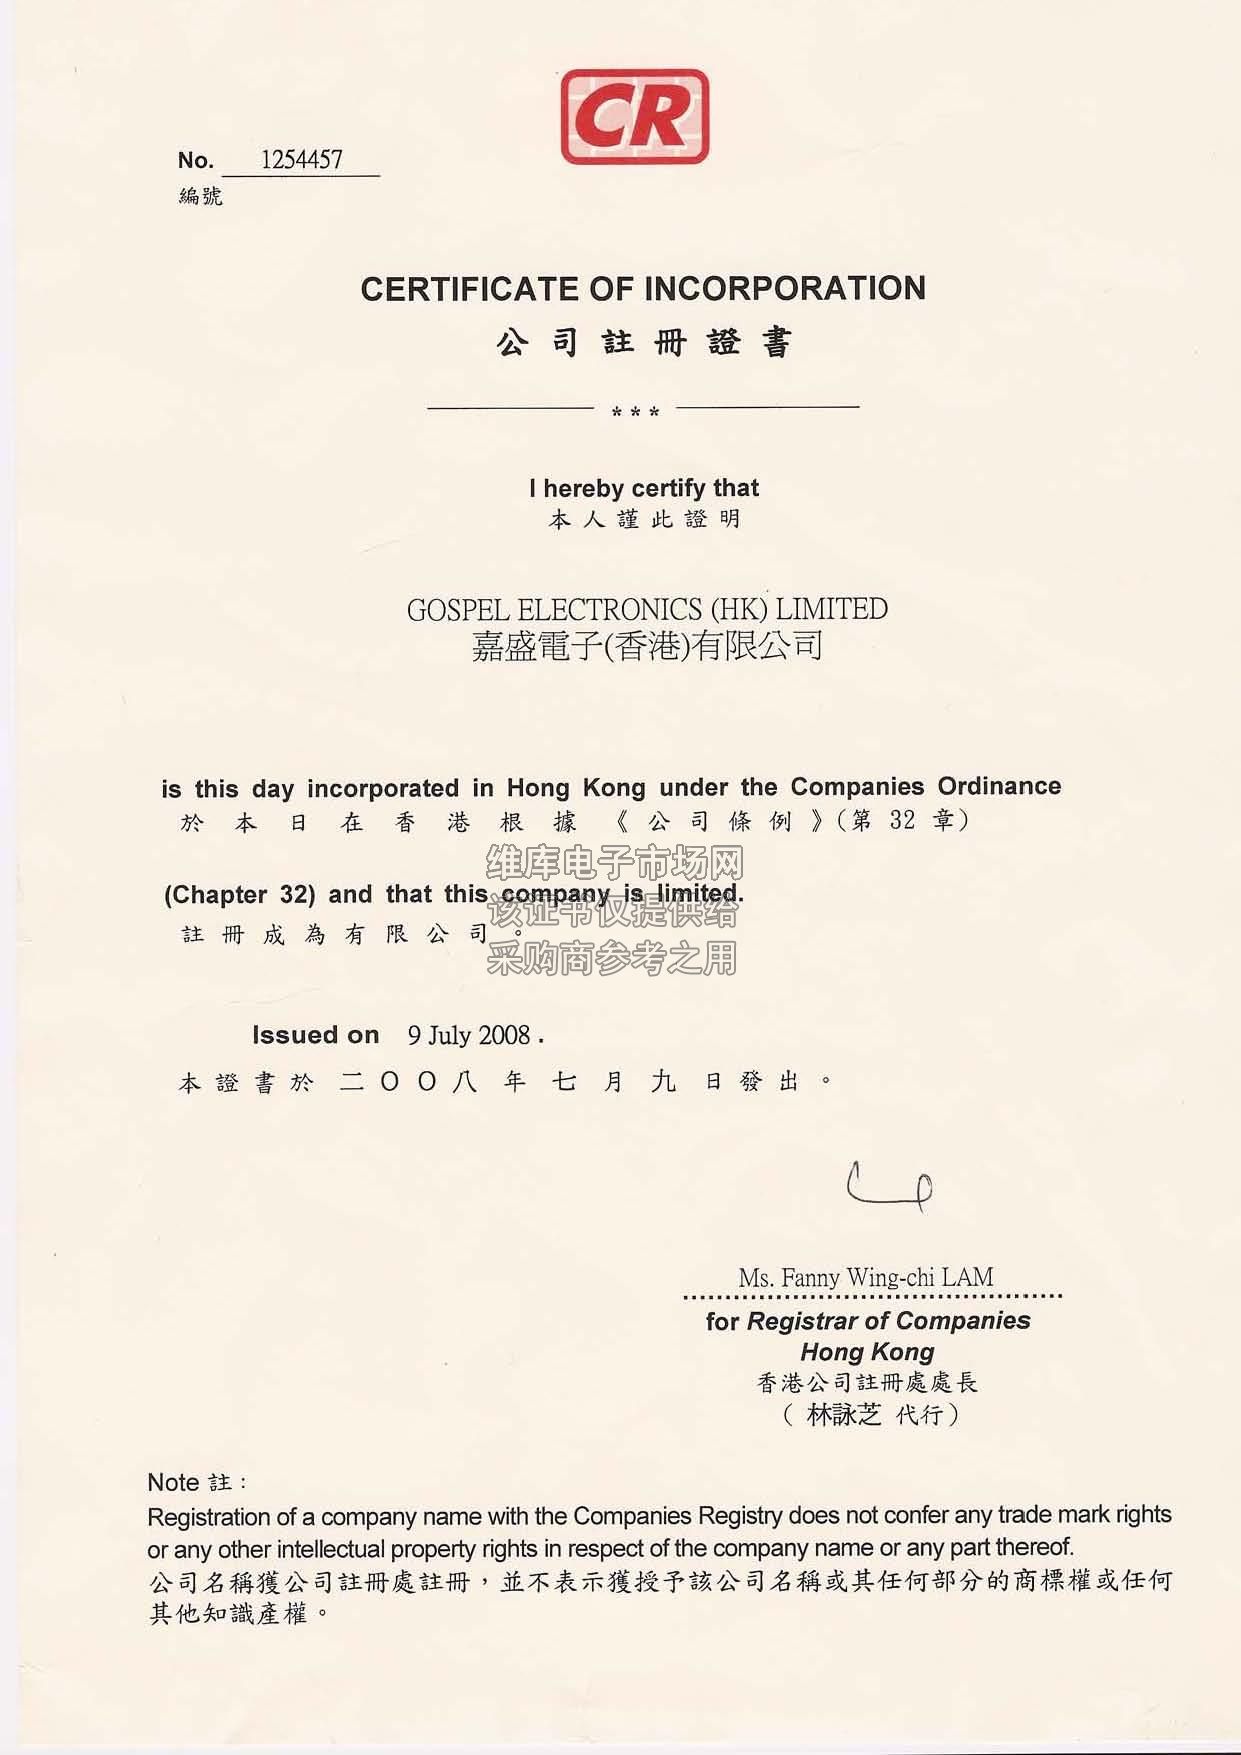 CR
No. 1254457
編號
CERTIFICATE OF INCORPORATION
公司註冊證書
***
I hereby certify that
本人謹此證明
GOSPEL ELECTRONICS (HK) LIMITED
嘉盛電子(香港)有限公司
is this day incorporated in Hong Kong under the Companies Ordinance
於本日在香港根據《公司條例》(第32章)
维库电子市场网
(Chapter 32) and that this company is limited.
该证书仅提供给
註冊成為有限公司。
采购商参考之用
Issued on 9 July 2008 .
本證書於二〇〇八年七月九日發出。
Ms. Fanny Wing-chi LAM
for Registrar of Companies
Hong Kong
香港公司註冊處處長
(林詠芝 代行)
Note 註：
Registration of a company name with the Companies Registry does not confer any trade mark rights
or any other intellectual property rights in respect of the company name or any part thereof.
公司名稱獲公司註冊處註冊，並不表示獲授予該公司名稱或其任何部分的商標權或任何
其他知識產權。